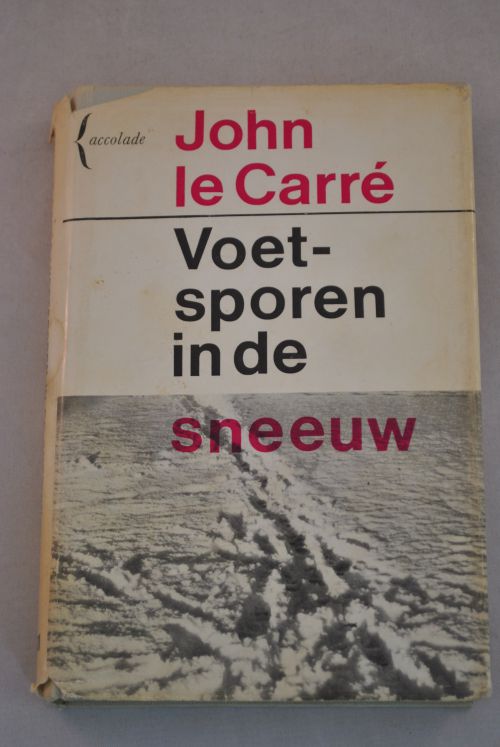 accolade
John
le Carré
Voet-
sporen
in de
sneeuw